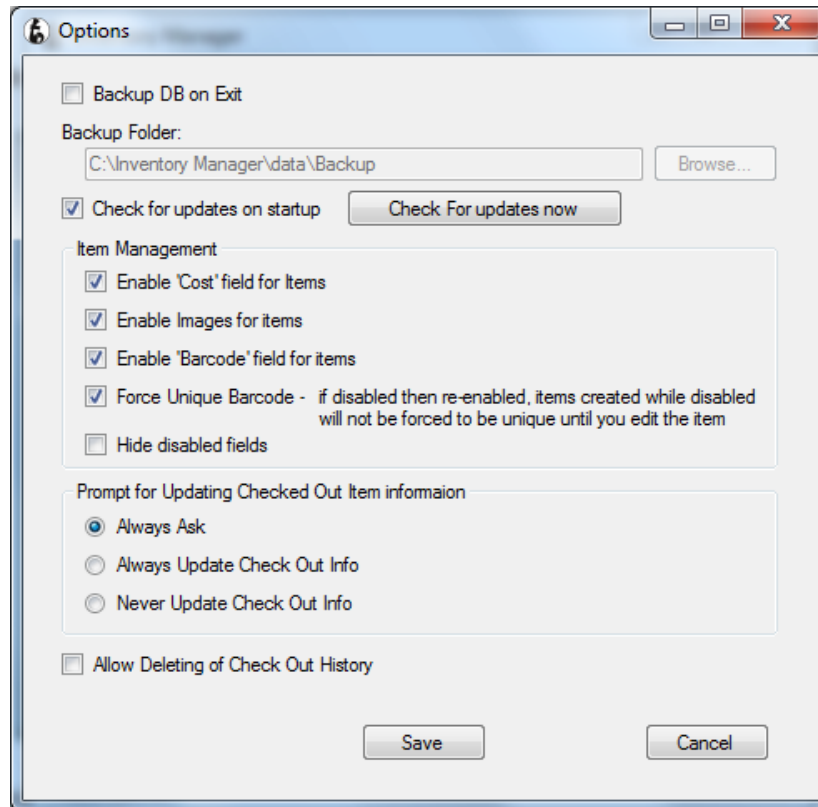 Options
Backup DB on Exit
Backup Folder:
C:\Inventory Manager\data\Backup
Browse...
Check for updates on startup
Check For updates now
Item Management
Enable 'Cost' field for Items
Enable Images for items
Enable "Barcode" field for items
Force Unique Barcode - if disabled then re-enabled, items created while disabled
will not be forced to be unique until you edit the item
Hide disabled fields
Prompt for Updating Checked Out Item informaion
Always Ask
Always Update Check Out Info
Never Update Check Out Info
Allow Deleting of Check Out History
Save
Cancel